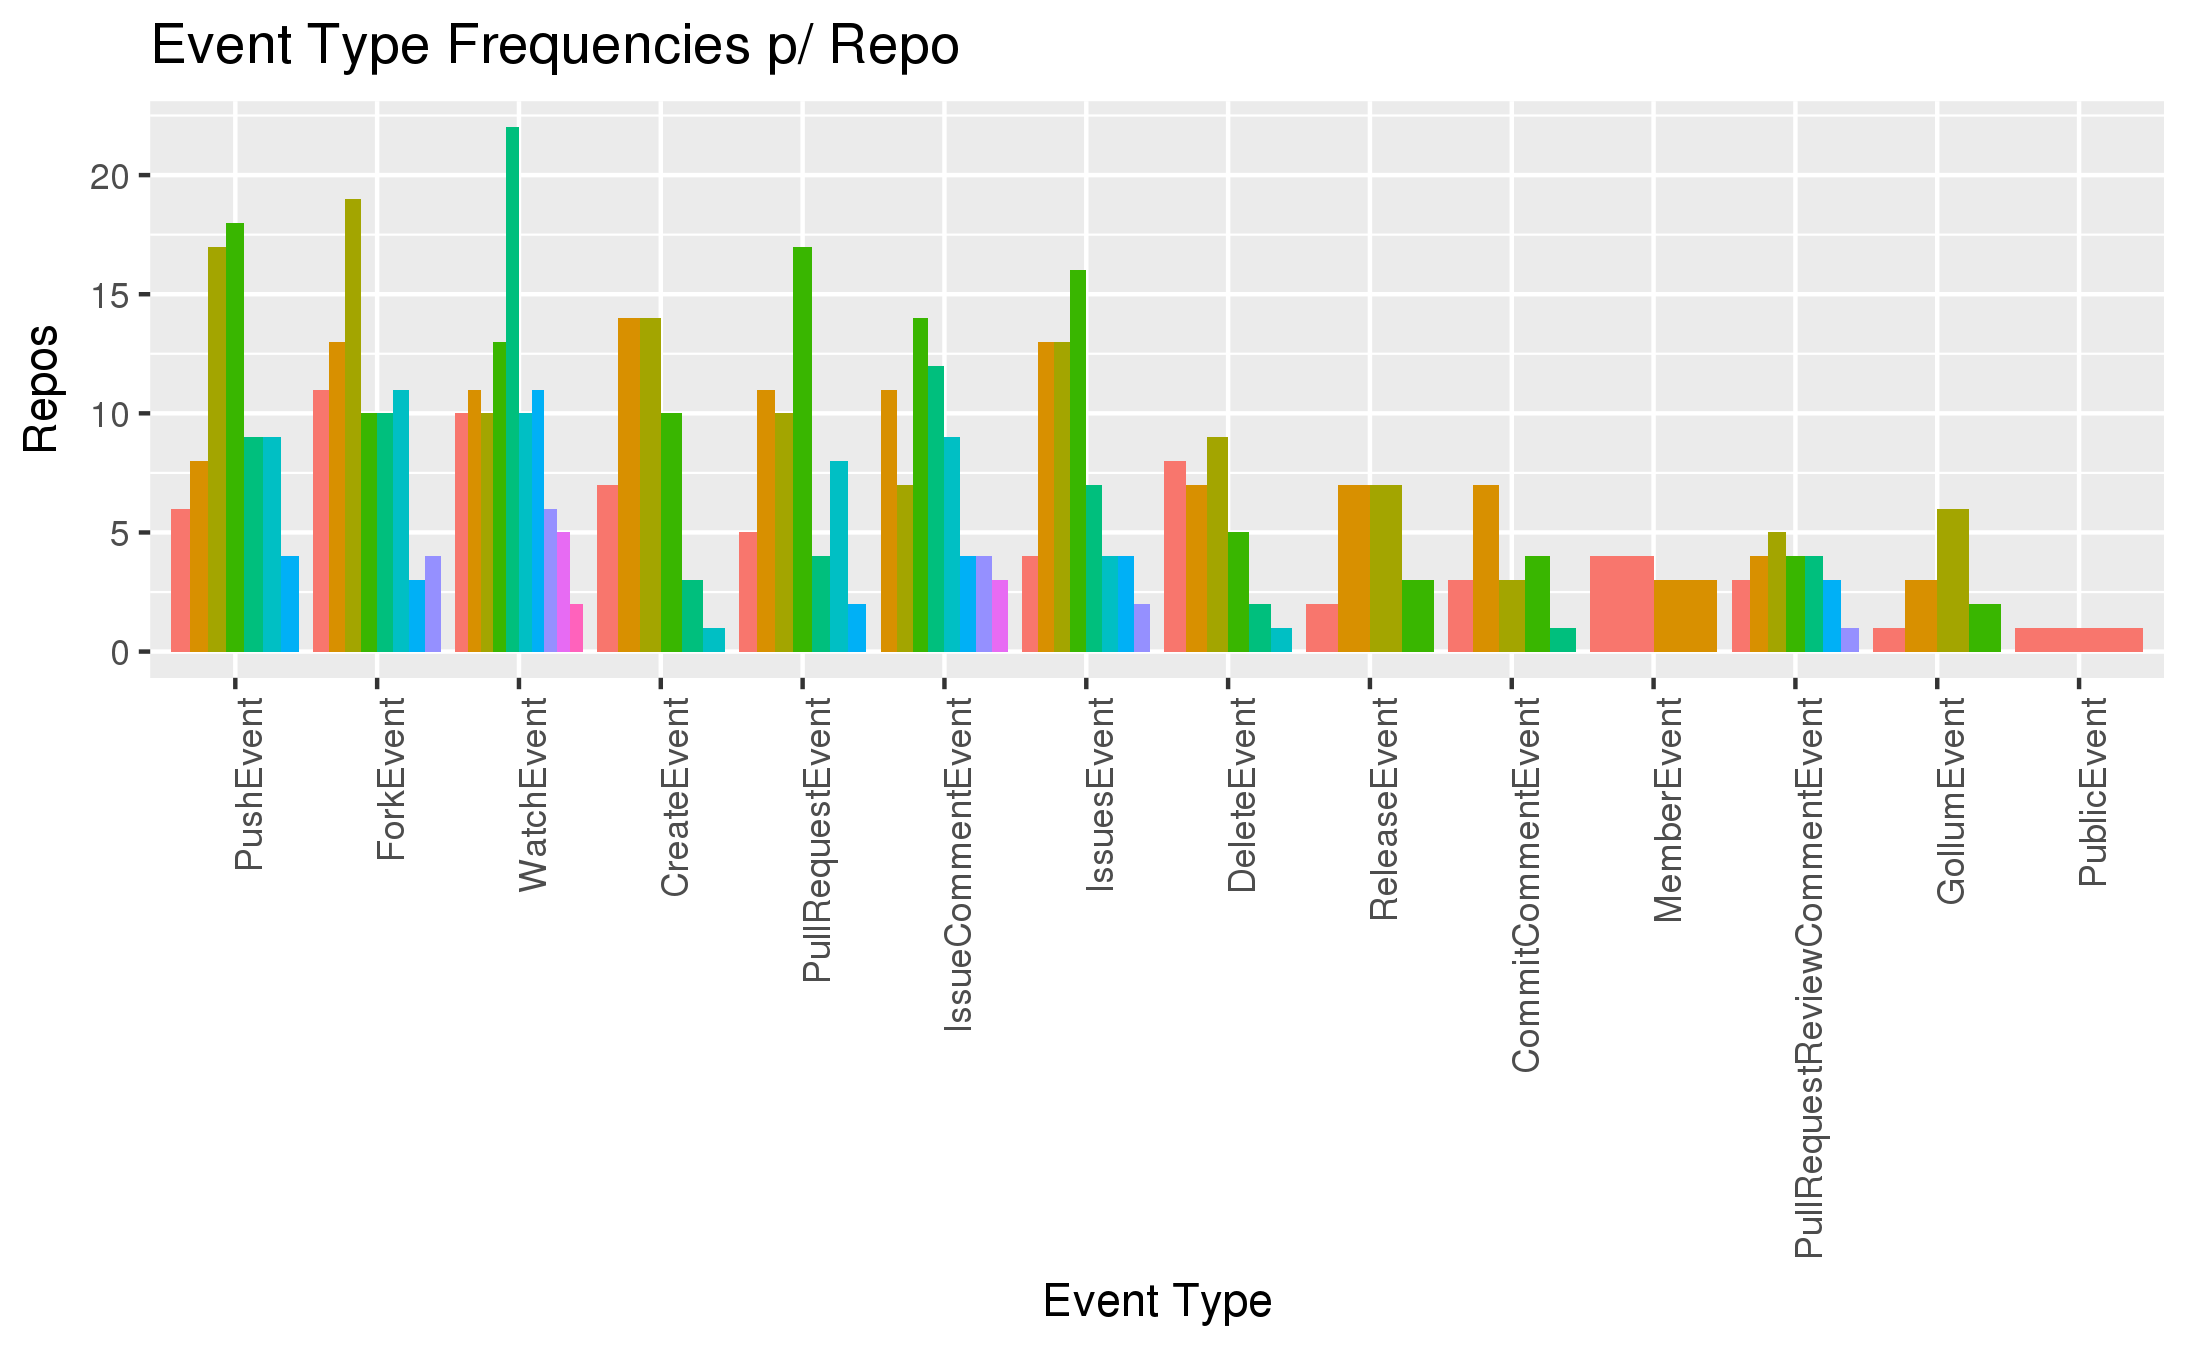 Event Type Frequencies p/ Repo
Repos
20
15
10
5
0
PushEvent
ForkEvent
WatchEvent
CreateEvent
PullRequestEvent
IssueCommentEvent
IssuesEvent
DeleteEvent
ReleaseEvent
CommitCommentEvent
MemberEvent
PullRequestReviewCommentEvent
GollumEvent
PublicEvent
Event Type